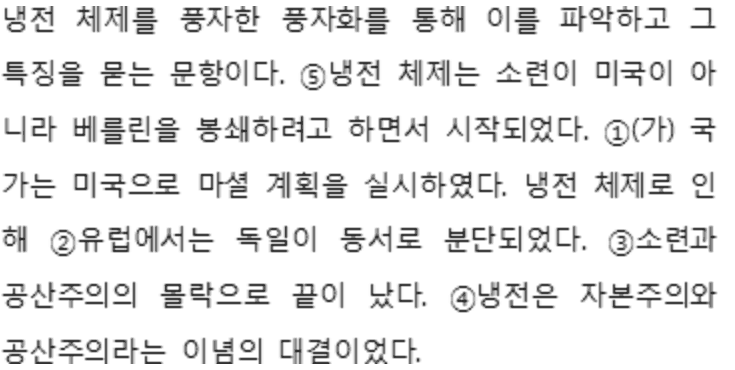 냉전 체제를 풍자한 풍자화를 통해 이를 파악하고 그
특징을 묻는 문항이다. ⑤냉전 체제는 소련이 미국이 아
니라 베를린을 봉쇄하려고 하면서 시작되었다. ①(가) 국
가는 미국으로 마셜 계획을 실시하였다. 냉전 체제로 인
해 ②유럽에서는 독일이 동서로 분단되었다. ③소련과
공산주의의 몰락으로 끝이 났다. ④냉전은 자본주의와
공산주의라는 이념의 대결이었다.